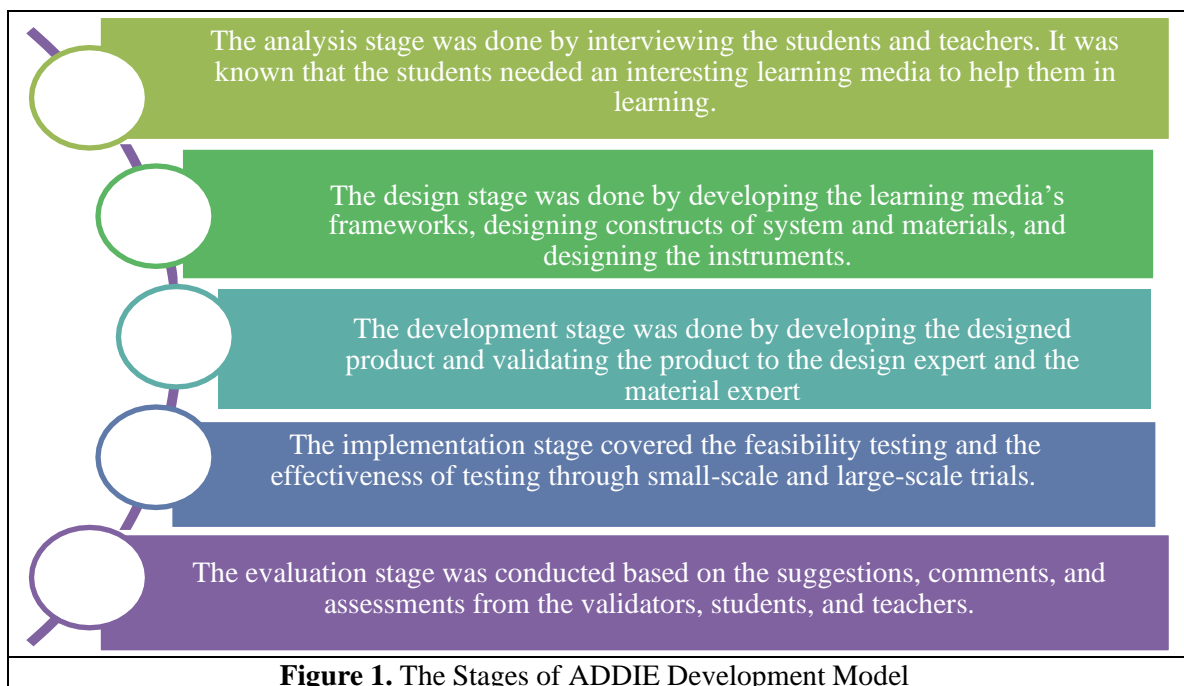 The analysis stage was done by interviewing the students and teachers. It was
known that the students needed an interesting learning media to help them in
learning.
The design stage was done by developing the learning media’s
frameworks, designing constructs of system and materials, and
designing the instruments.
The development stage was done by developing the designed
product and validating the product to the design expert and the
material expert
The implementation stage covered the feasibility testing and the
effectiveness of testing through small-scale and large-scale trials.
The evaluation stage was conducted based on the suggestions, comments, and
assessments from the validators, students, and teachers.
Figure 1. The Stages of ADDIE Development Model